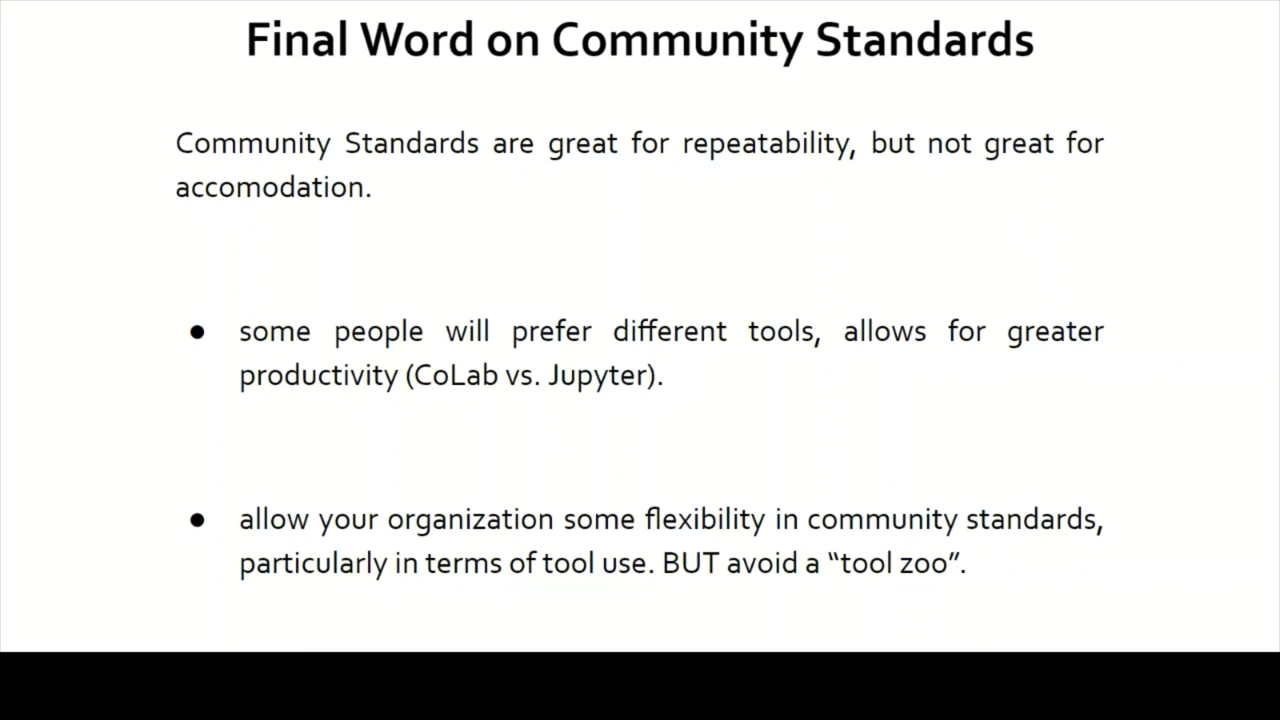 Final Word on Community Standards
Community Standards are great for repeatability, but not great for
accomodation.
● some people will prefer different tools, allows for greater
productivity (CoLab vs. Jupyter).
● allow your organization some flexibility in community standards,
particularly in terms of tool use. BUT avoid a “tool zoo”.